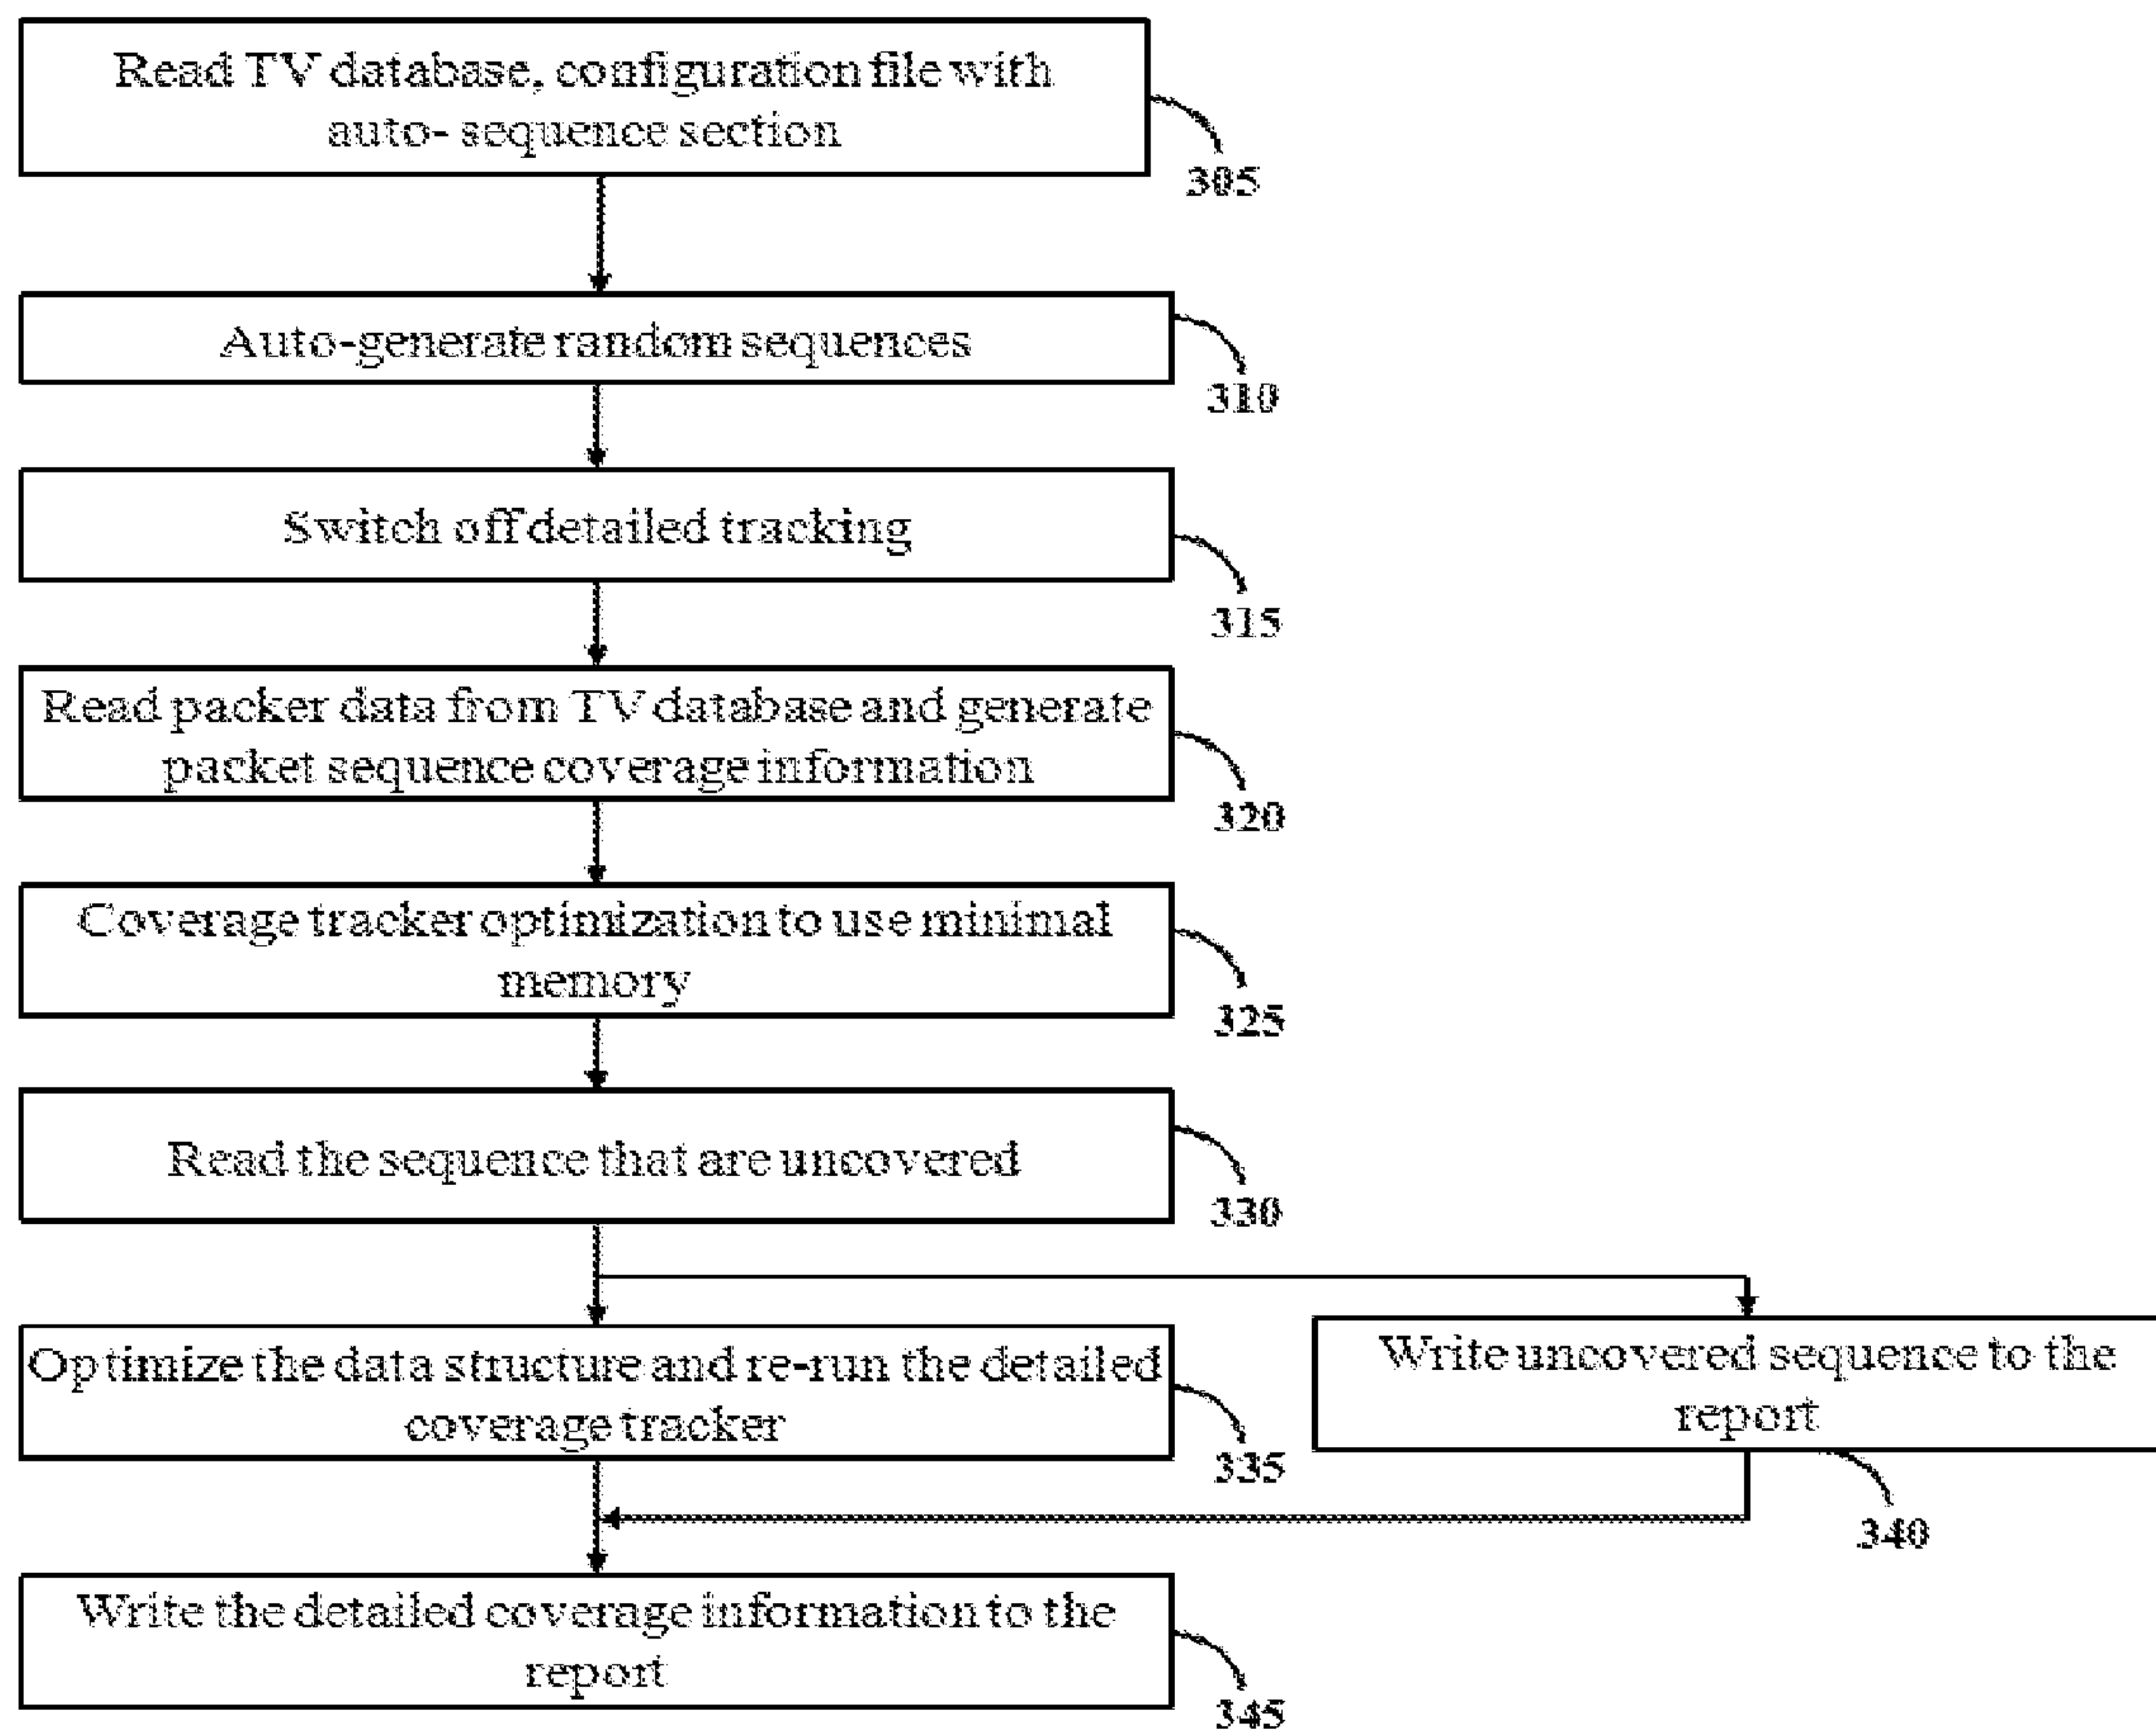 Read TV database, configuration file with
auto- sequence section
305
Auto-generate random sequences
310
Switch off detailed tracking
315
Read packer data from TV database and generate
packet sequence coverage information
320
Coverage tracker optimization to use minimal
memory
325
Read the sequence that are uncovered
330
Optimize the data structure and re-run the detailed
coverage tracker
335
Write uncovered sequence to the
report
340
Write the detailed coverage information to the
report
345